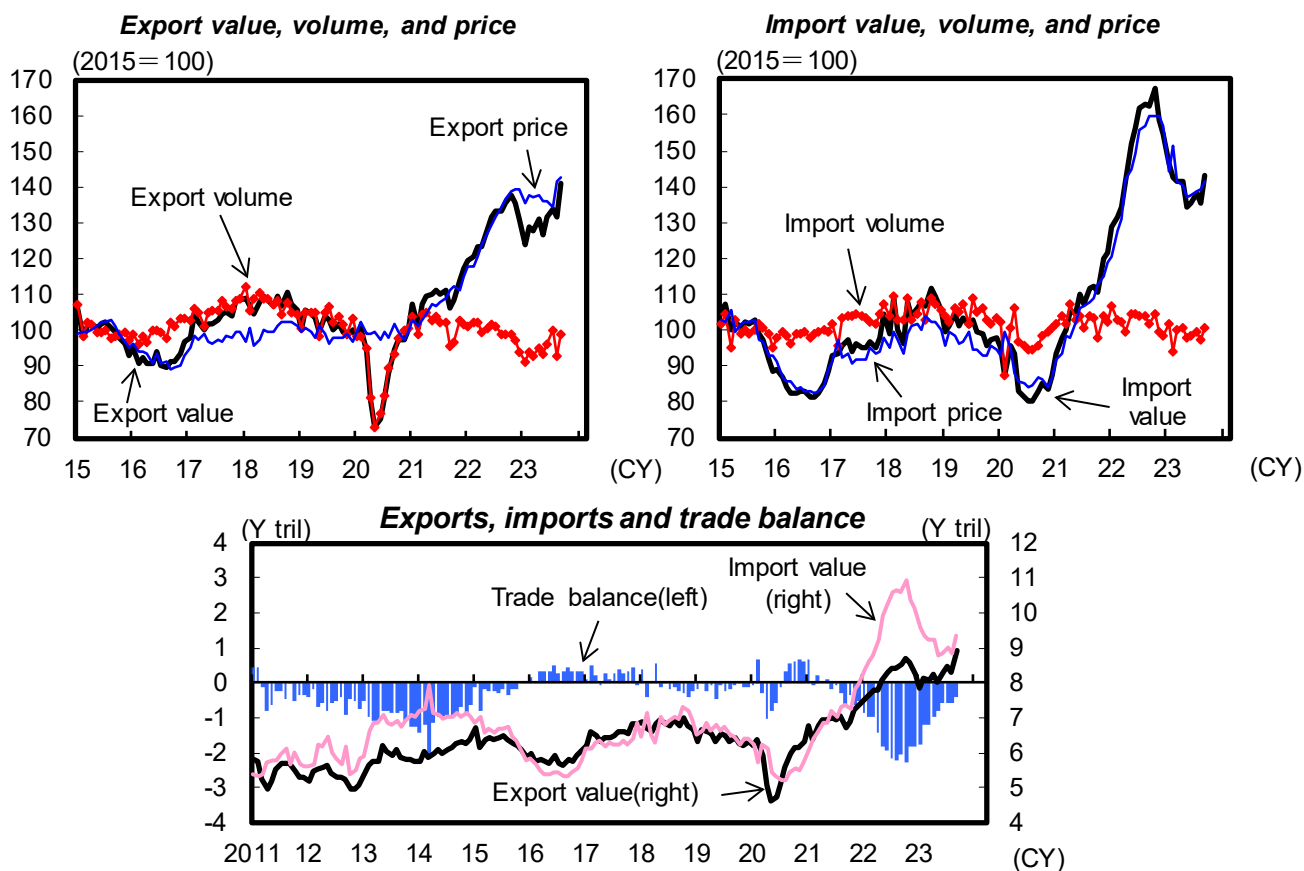 Export value, volume, and price
(2015＝100)
170
160
150
140
130
120
110
100
90
80
70
Export price
Export volume
Export value
15 16 17 18 19 20 21 22 23
(CY)
Import value, volume, and price
(2015＝100)
170
160
150
140
130
120
110
100
90
80
70
Import volume
Import price
Import
value
15 16 17 18 19 20 21 22 23
(CY)
Exports, imports and trade balance
(Y tril)
(Y tril)
4
3
2
1
0
-1
-2
-3
-4
Trade balance(left)
Import value
(right)
Export value(right)
12
11
10
9
8
7
6
5
4
2011 12 13 14 15 16 17 18 19 20 21 22 23
(CY)